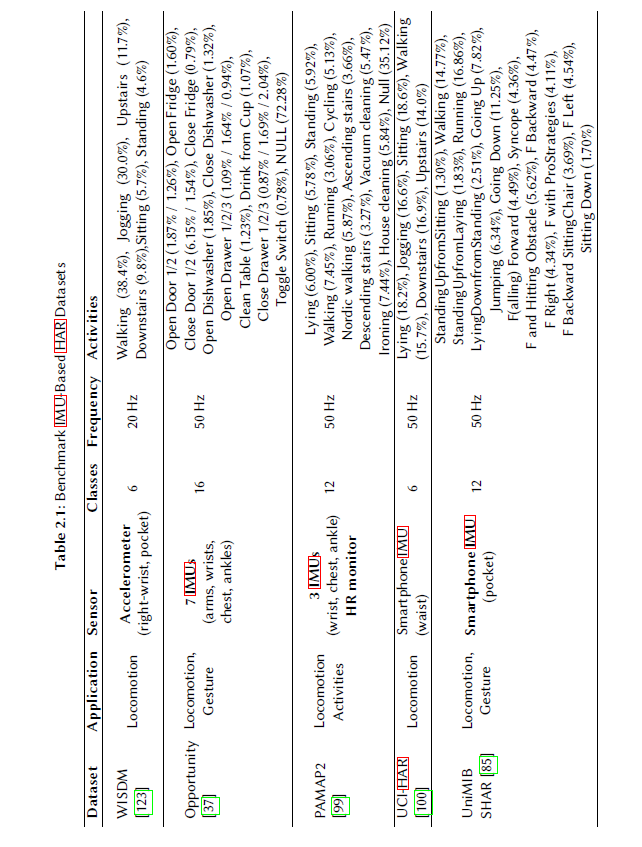 Table 2.1: Benchmark IMU-Based HAR Datasets
Dataset Application Sensor Classes Frequency Activities
WISDM
[123]
Locomotion
Accelerometer
(right-wrist, pocket)
6
20 Hz
Walking (38.4%), Jogging (30.0%), Upstairs (11.7%),
Downstairs (9.8%),Sitting (5.7%), Standing (4.6%)
Opportunity
[37]
Locomotion,
Gesture
7 IMUs
(arms, wrists,
chest, ankles)
16
50 Hz
Open Door 1/2 (1.87% / 1.26%), Open Fridge (1.60%),
Close Door 1/2 (6.15% / 1.54%), Close Fridge (0.79%),
Open Dishwasher (1.85%), Close Dishwasher (1.32%),
Open Drawer 1/2/3 (1.09% / 1.64% / 0.94%),
Clean Table (1.23%), Drink from Cup (1.07%),
Close Drawer 1/2/3 (0.87% / 1.69% / 2.04%),
Toggle Switch (0.78%), NULL (72.28%)
PAMAP2
[99]
Locomotion
Activities
3 IMUs
(wrist, chest, ankle)
HR monitor
12
50 Hz
Lying (6.00%), Sitting (5.78%), Standing (5.92%),
Walking (7.45%), Running (3.06%), Cycling (5.13%),
Nordic walking (5.87%), Ascending stairs (3.66%),
Descending stairs (3.27%), Vacuum cleaning (5.47%),
Ironing (7.44%), House cleaning (5.84%), Null (35.12%)
UCI-HAR
[100]
Locomotion
Smartphone IMU
(waist)
6
50 Hz
Lying (18.2%), Jogging (16.6%), Sitting (18.6%), Walking
(15.7%), Downstairs (16.9%), Upstairs (14.0%)
UniMIB
SHAR [85]
Locomotion,
Gesture
Smartphone IMU
(pocket)
12
50 Hz
StandingUpfromSitting (1.30%), Walking (14.77%),
StandingUpfromLaying (1.83%), Running (16.86%),
LyingDownfromStanding (2.51%), Going Up (7.82%),
Jumping (6.34%), Going Down (11.25%),
F(alling) Forward (4.49%), Syncope (4.36%),
F and Hitting Obstacle (5.62%), F Backward (4.47%),
F Right (4.34%), F with ProStrategies (4.11%),
F Backward SittingChair (3.69%), F Left (4.54%),
Sitting Down (1.70%)